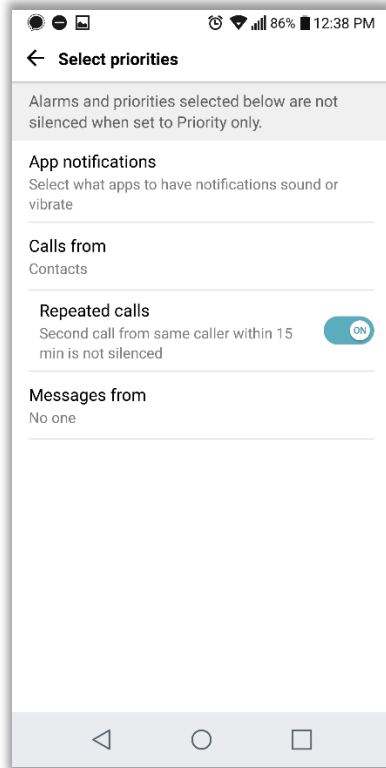 86% 12:38 PM
Select priorities
Alarms and priorities selected below are not
silenced when set to Priority only.
App notifications
Select what apps to have notifications sound or
vibrate
Calls from
Contacts
Repeated calls
Second call from same caller within 15
min is not silenced
ON
Messages from
No one